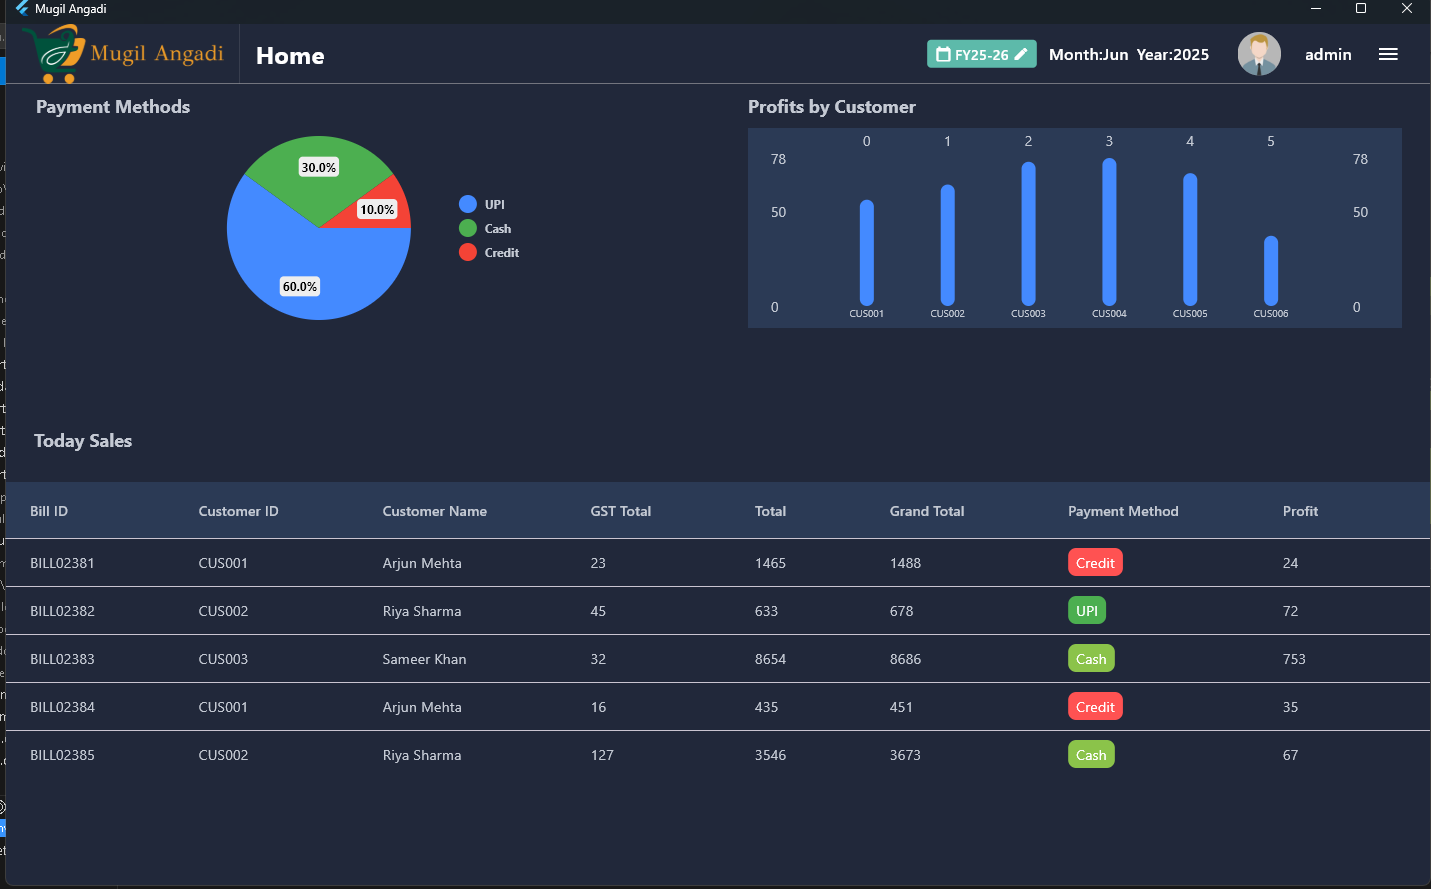 Mugil Angadi
Mugil Angadi
Home
FY25-26
Month:Jun Year:2025
admin
Payment Methods
30.0%
10.0%
60.0%
UPI
Cash
Credit
Profits by Customer
0 1 2 3 4 5
78 78
50 50
0 0
CUS001 CUS002 CUS003 CUS004 CUS005 CUS006
Today Sales
Bill ID Customer ID Customer Name GST Total Total Grand Total Payment Method Profit
BILL02381 CUS001 Arjun Mehta 23 1465 1488 Credit 24
BILL02382 CUS002 Riya Sharma 45 633 678 UPI 72
BILL02383 CUS003 Sameer Khan 32 8654 8686 Cash 753
BILL02384 CUS001 Arjun Mehta 16 435 451 Credit 35
BILL02385 CUS002 Riya Sharma 127 3546 3673 Cash 67